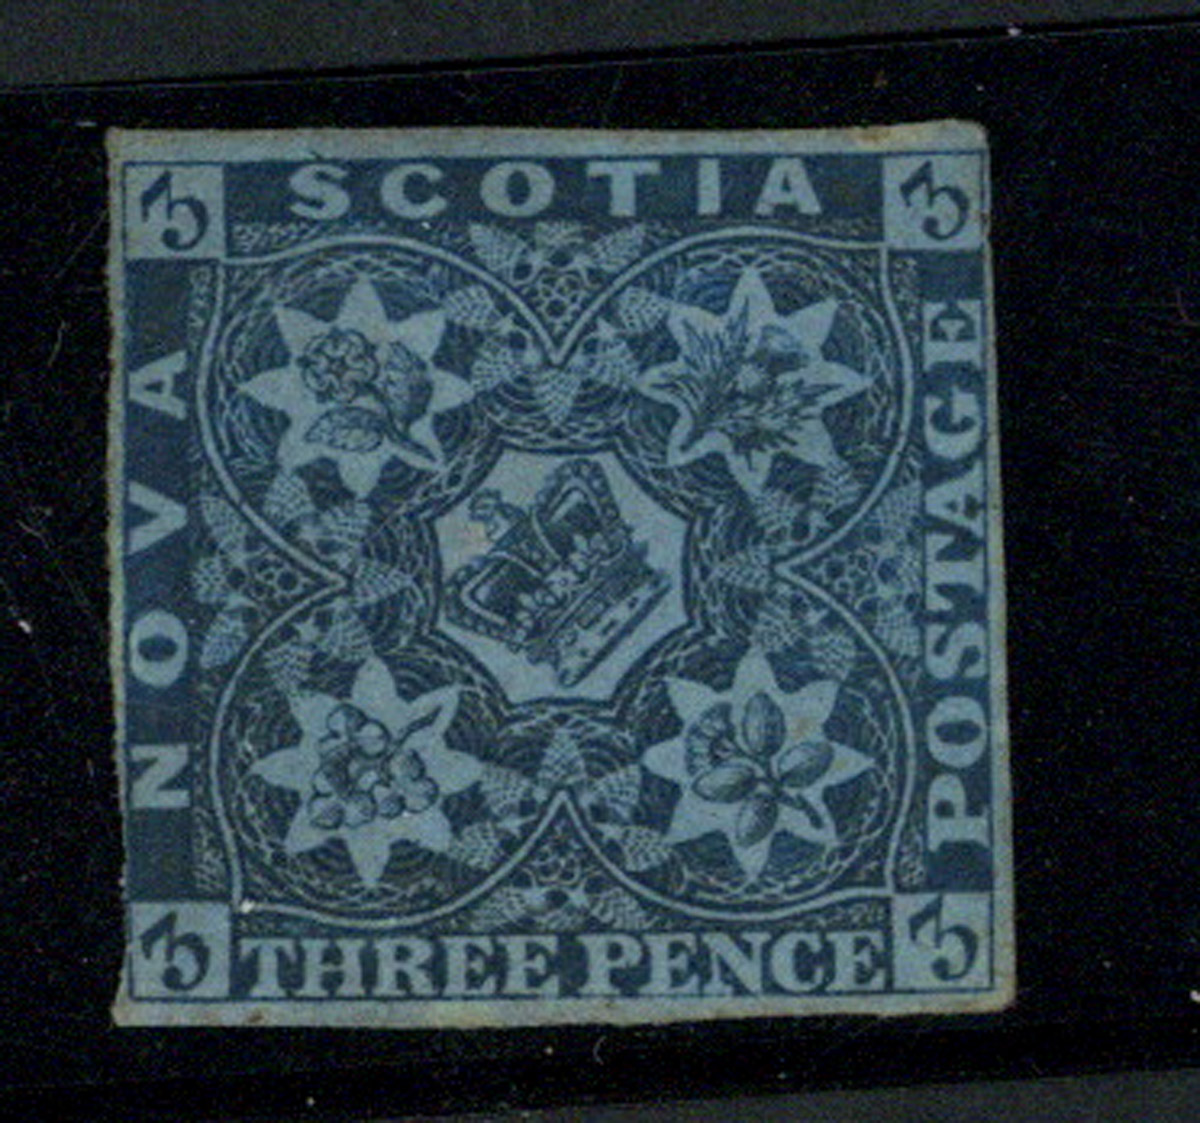 3 SCOTIA 3
NOVA
POSTAGE
3 THREE PENCE 3